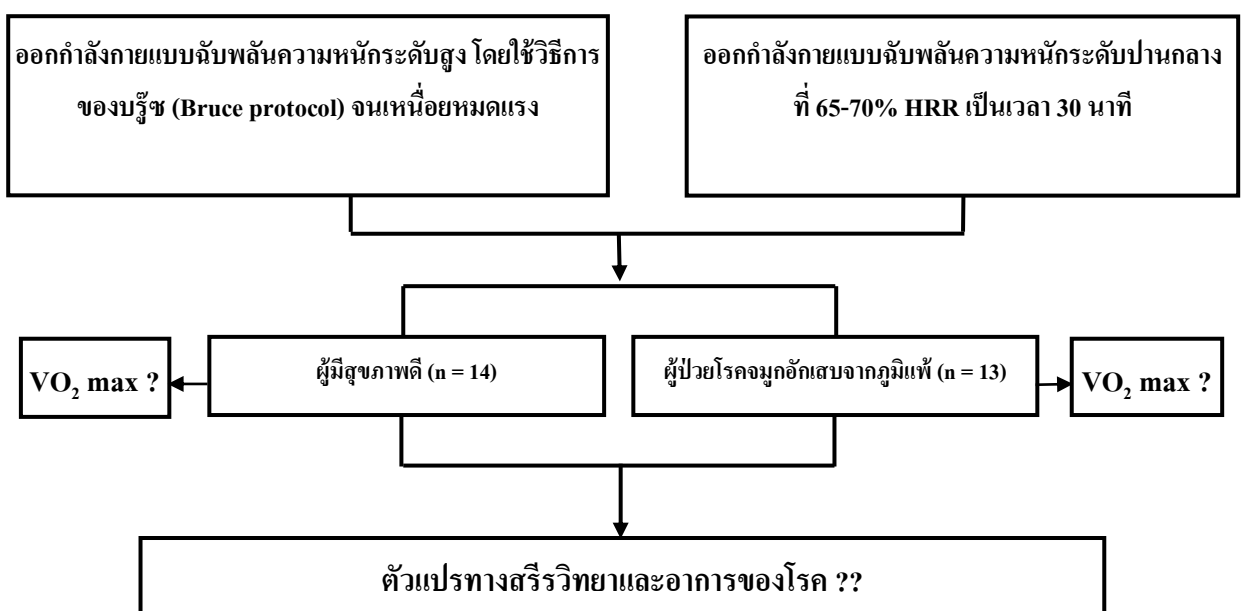 ออกกำลังกายแบบฉับพลันความหนักระดับสูง โดยใช้วิธีการ
ของบรู๊ซ (Bruce protocol) จนเหนื่อยหมดแรง
ออกกำลังกายแบบฉับพลันความหนักระดับปานกลาง
ที่ 65-70% HRR เป็นเวลา 30 นาที
VO₂ max ?
ผู้มีสุขภาพดี (n = 14)
ผู้ป่วยโรคจมูกอักเสบจากภูมิแพ้ (n = 13)
VO₂ max ?
ตัวแปรทางสรีรวิทยาและอาการของโรค ??